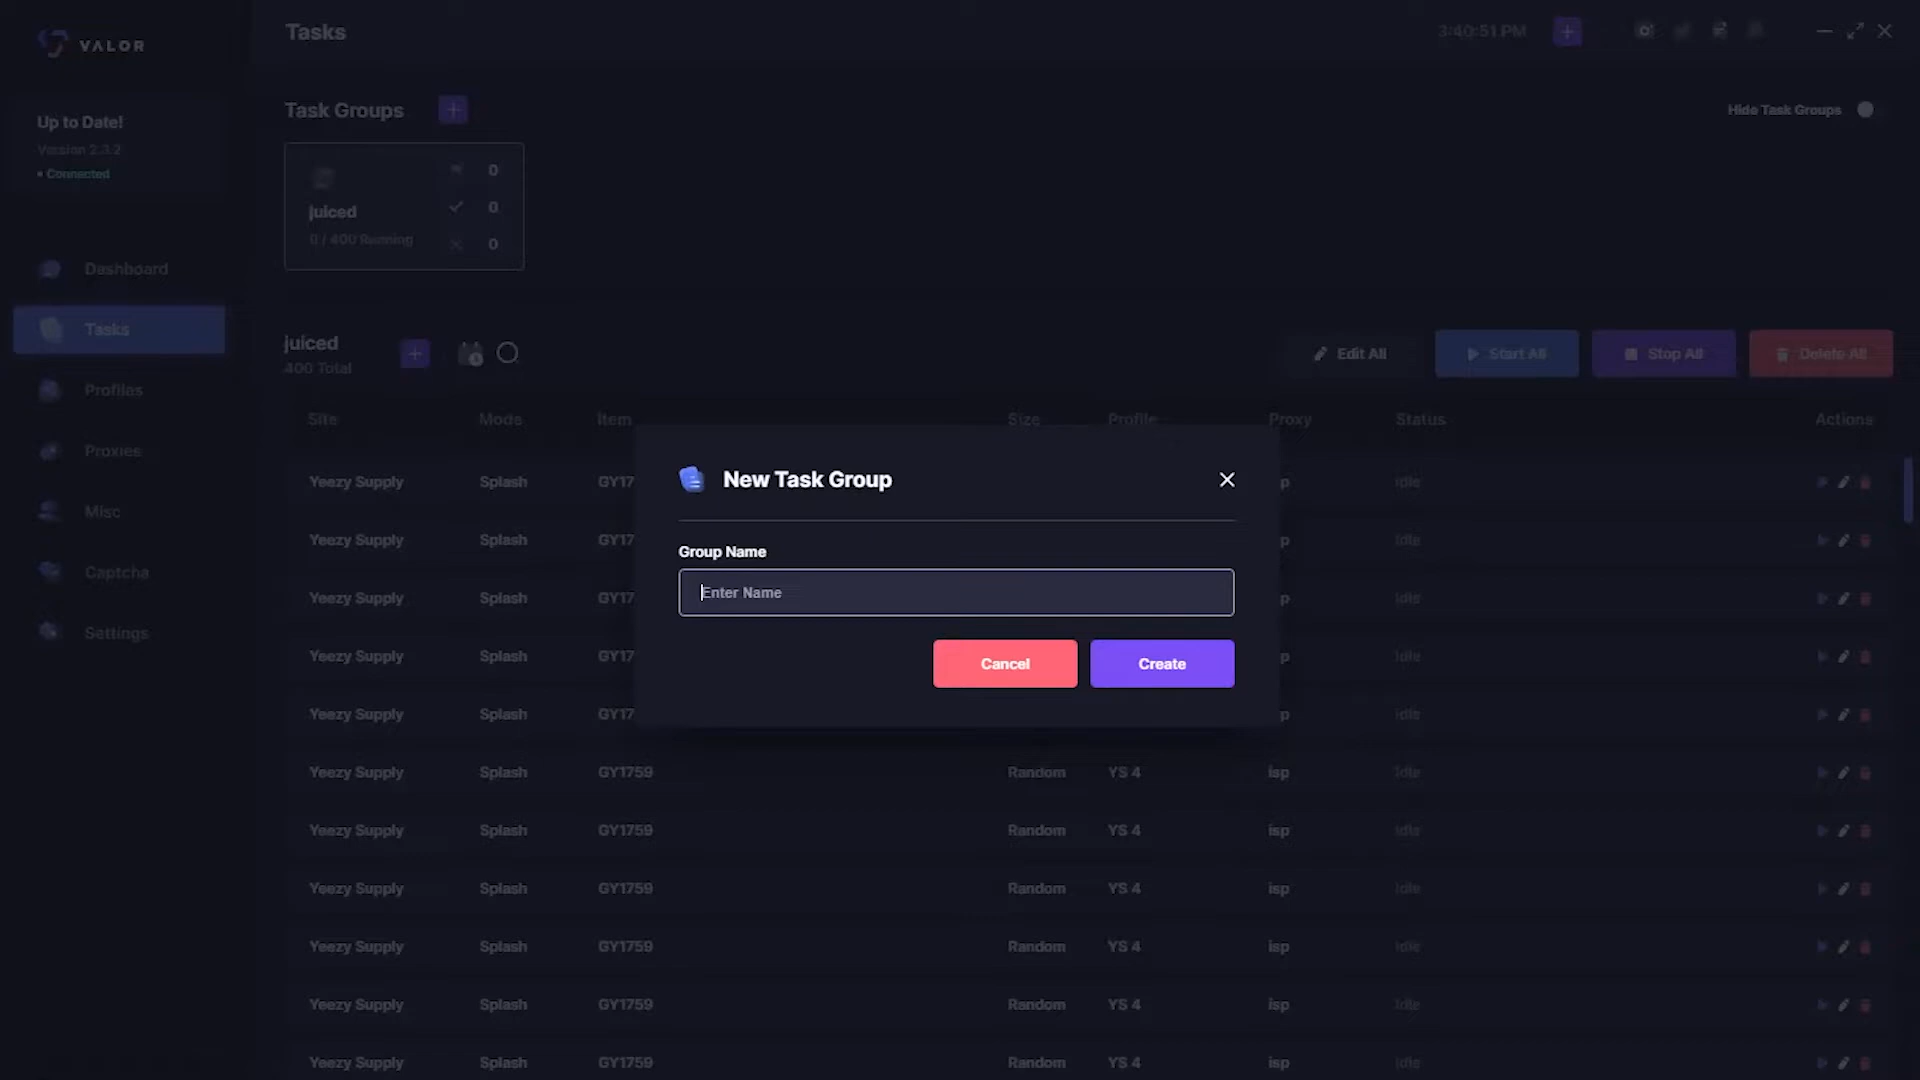 VALOR
Tasks
3:40:51 PM
Up to Date!
Version 2.3.2
Connected
Task Groups
Hide Task Groups
juiced
0 / 400 Running
0
0
0
Dashboard
Tasks
Profiles
Proxies
Misc
Captcha
Settings
juiced
400 Total
Edit All
Start All
Stop All
Delete All
Site Mode Item Size Profile Proxy Status Actions
Yeezy Supply Splash GY17 p Idle
Yeezy Supply Splash GY17 p Idle
Yeezy Supply Splash GY17 p Idle
Yeezy Supply Splash GY17 p Idle
Yeezy Supply Splash GY17 p Idle
Yeezy Supply Splash GY1759 Random YS 4 isp Idle
Yeezy Supply Splash GY1759 Random YS 4 isp Idle
Yeezy Supply Splash GY1759 Random YS 4 isp Idle
Yeezy Supply Splash GY1759 Random YS 4 isp Idle
Yeezy Supply Splash GY1759 Random YS 4 isp Idle
Yeezy Supply Splash GY1759 Random YS 4 isp Idle
New Task Group
Group Name
Enter Name
Cancel
Create